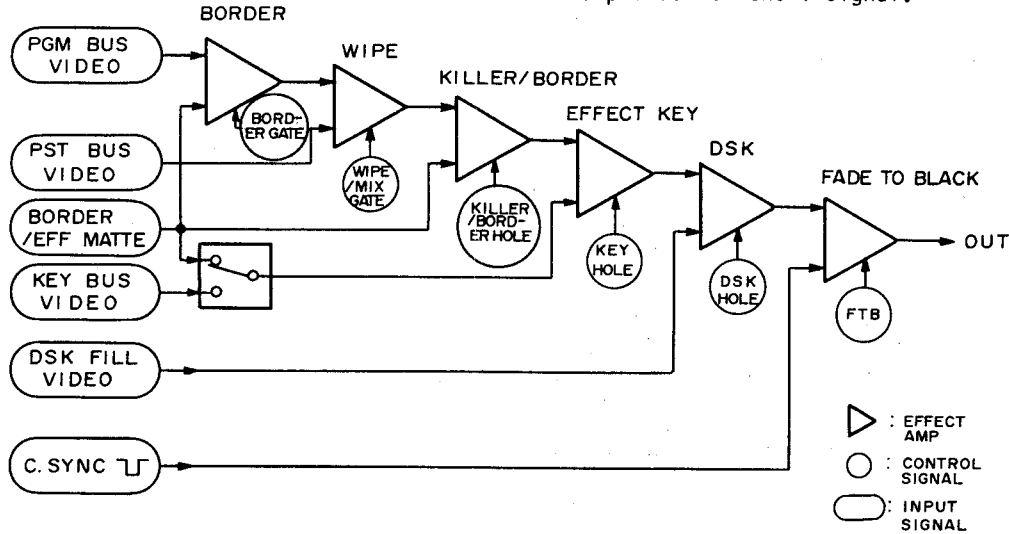 BORDER
PGM BUS
VIDEO
WIPE
KILLER/BORDER
BORD-
ER GATE
EFFECT KEY
PST BUS
VIDEO
WIPE
/MIX
GATE
DSK
FADE TO BLACK
BORDER
/EFF MATTE
KILLER
/BORD-
ER HOLE
KEY
HOLE
OUT
KEY BUS
VIDEO
DSK
HOLE
FTB
DSK FILL
VIDEO
: EFFECT
AMP
C. SYNC
: CONTROL
SIGNAL
: INPUT
SIGNAL